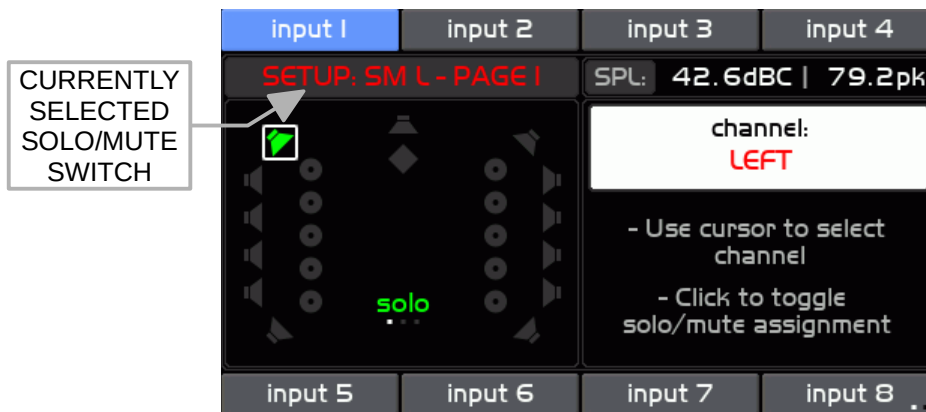 input 1
input 2
input 3
input 4
CURRENTLY
SELECTED
SOLO/MUTE
SWITCH
SETUP: SM L - PAGE 1
SPL: 42.6dBC | 79.2pk
channel:
LEFT
- Use cursor to select
channel
- Click to toggle
solo/mute assignment
solo
input 5
input 6
input 7
input 8